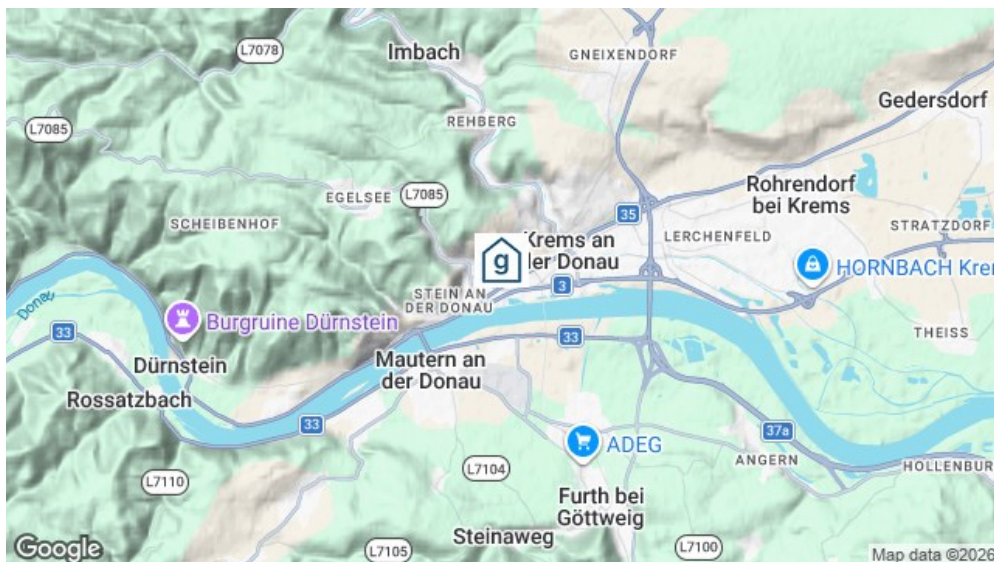 L7078
Imbach
GNEIXENDORF
Gedersdorf
L7085
REHBERG
Rohrendorf
bei Krems
EGELSEE
L7085
SCHEIBENHOF
35
STRATZDORF
LERCHENFELD
Krems an
der Donau
g
HORNBACH Krem
3
STEIN AN
DER DONAU
Donau
Burgruine Dürnstein
33
33
THEISS
Dürnstein
Mautern an
der Donau
Rossatzbach
33
37a
ADEG
ANGERN
HOLLENBUR
L7104
L7110
Furth bei
Göttweig
Steinaweg
L7105
L7100
Google
Map data ©2026